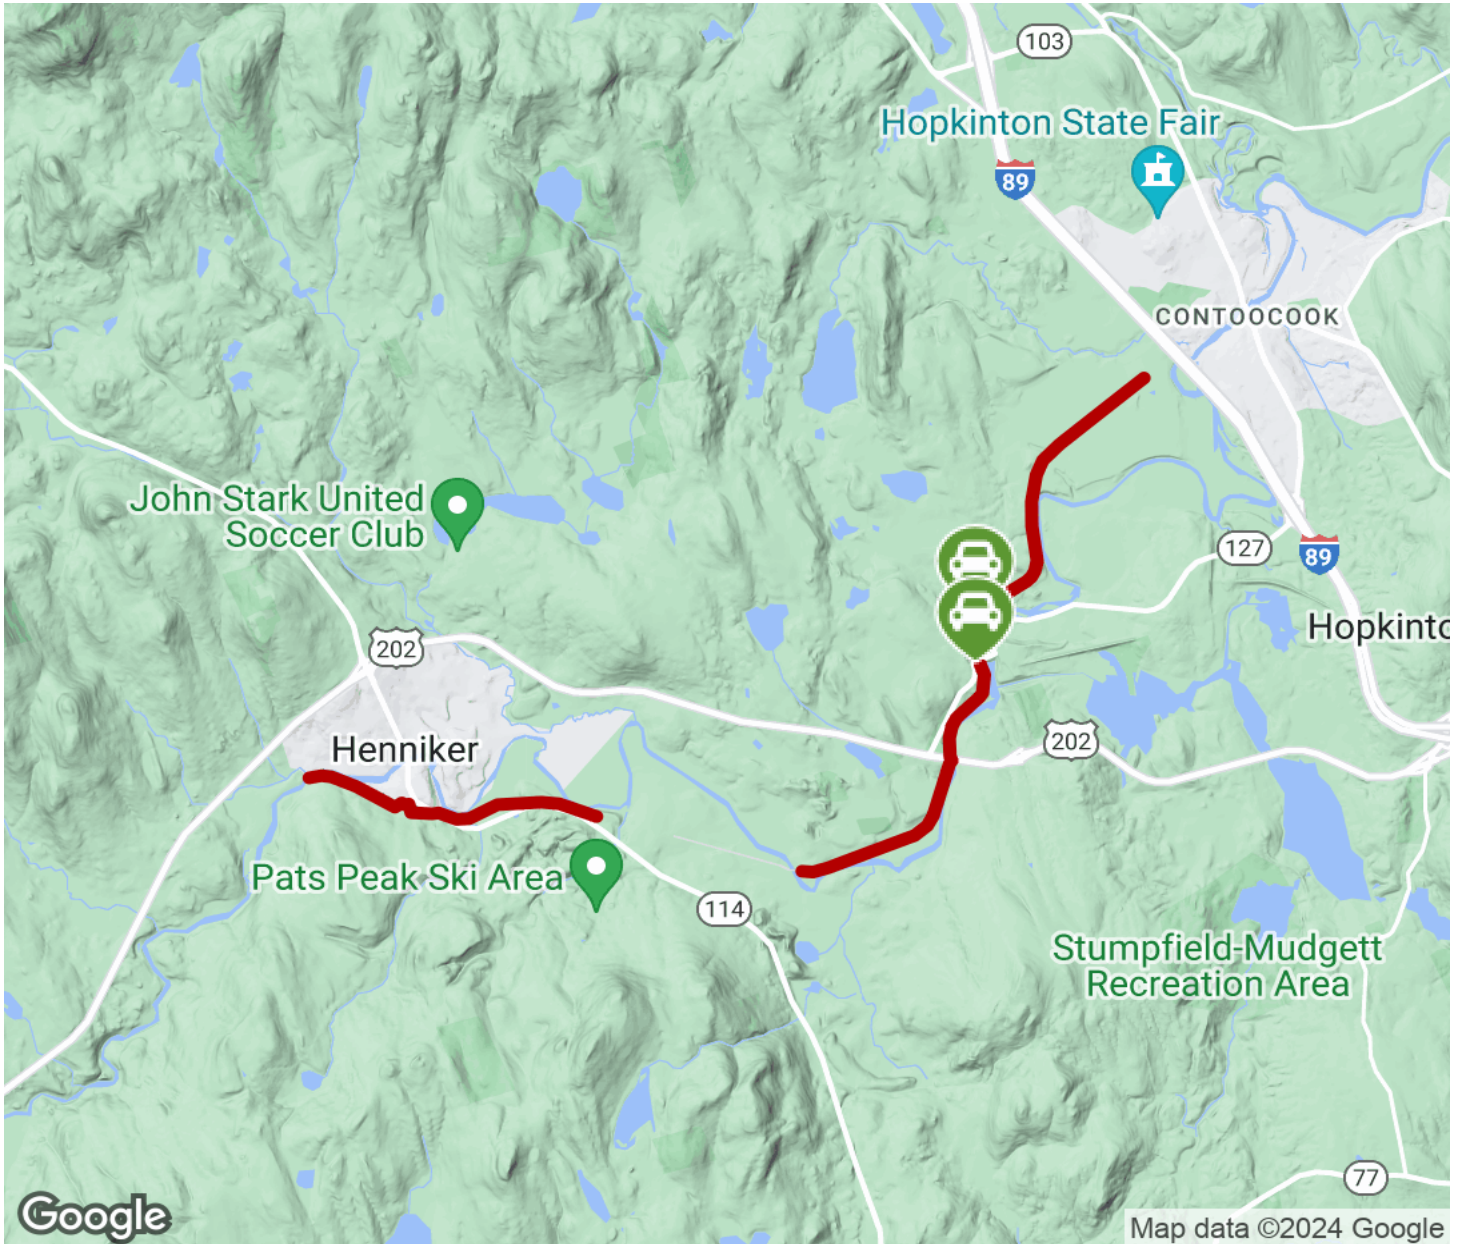 103
Hopkinton State Fair
89
CONTOOCOOK
John Stark United
Soccer Club
127
89
Hopkinto
202
202
Henniker
Pats Peak Ski Area
114
Stumpfield-Mudgett
Recreation Area
77
Google
Map data ©2024 Google